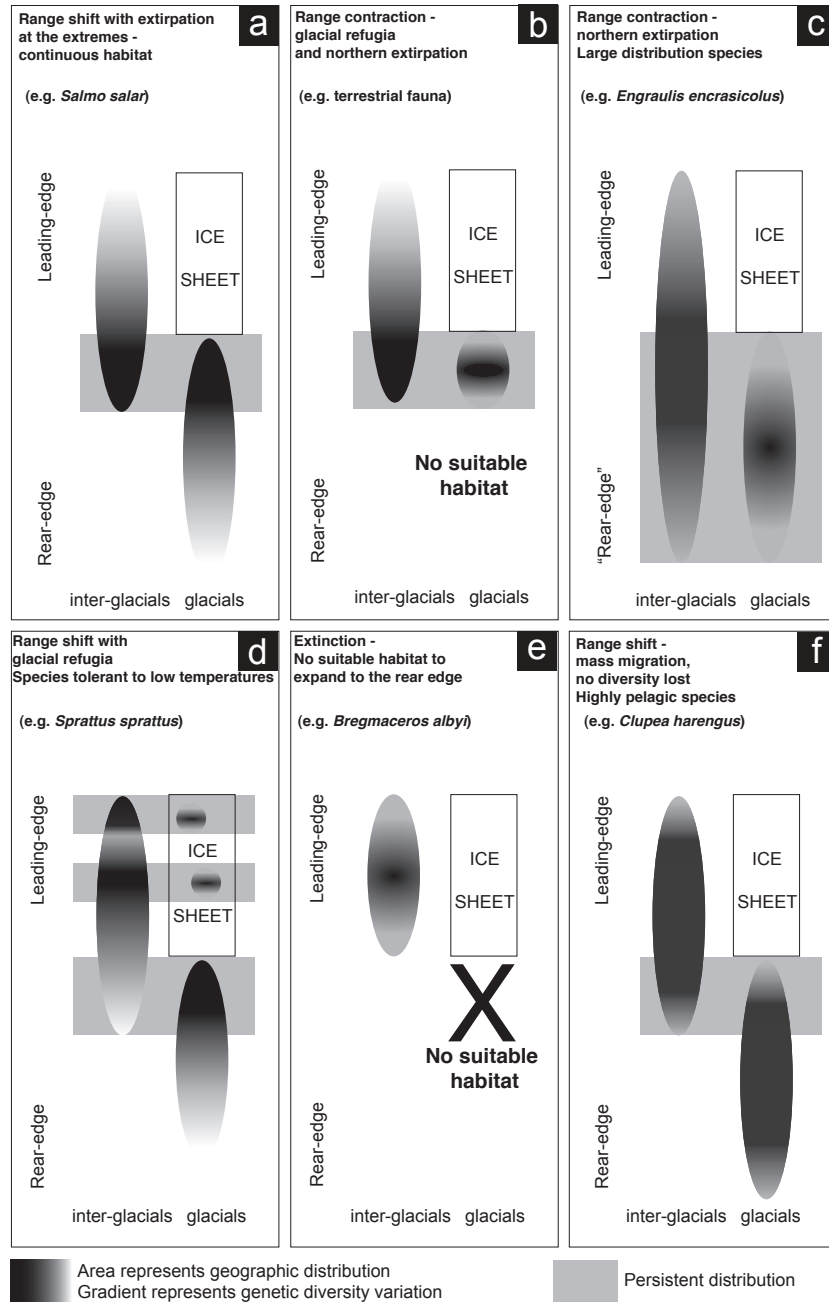 Range shift with extirpation
at the extremes -
continuous habitat
a
(e.g. Salmo salar)
Leading-edge
ICE
SHEET
Rear-edge
inter-glacials glacials
Range contraction -
glacial refugia
and northern extirpation
b
(e.g. terrestrial fauna)
Leading-edge
ICE
SHEET
No suitable
habitat
Rear-edge
inter-glacials glacials
Range contraction -
northern extirpation
Large distribution species
c
(e.g. Engraulis encrasicolus)
Leading-edge
ICE
SHEET
“Rear-edge”
inter-glacials glacials
Range shift with
glacial refugia
Species tolerant to low temperatures
d
(e.g. Sprattus sprattus)
Leading-edge
ICE
SHEET
Rear-edge
inter-glacials glacials
Extinction -
No suitable habitat to
expand to the rear edge
e
(e.g. Bregmaceros albyi)
Leading-edge
ICE
SHEET
X
No suitable
habitat
Rear-edge
inter-glacials glacials
Range shift -
mass migration,
no diversity lost
Highly pelagic species
f
(e.g. Clupea harengus)
Leading-edge
ICE
SHEET
Rear-edge
inter-glacials glacials
Area represents geographic distribution
Gradient represents genetic diversity variation
Persistent distribution